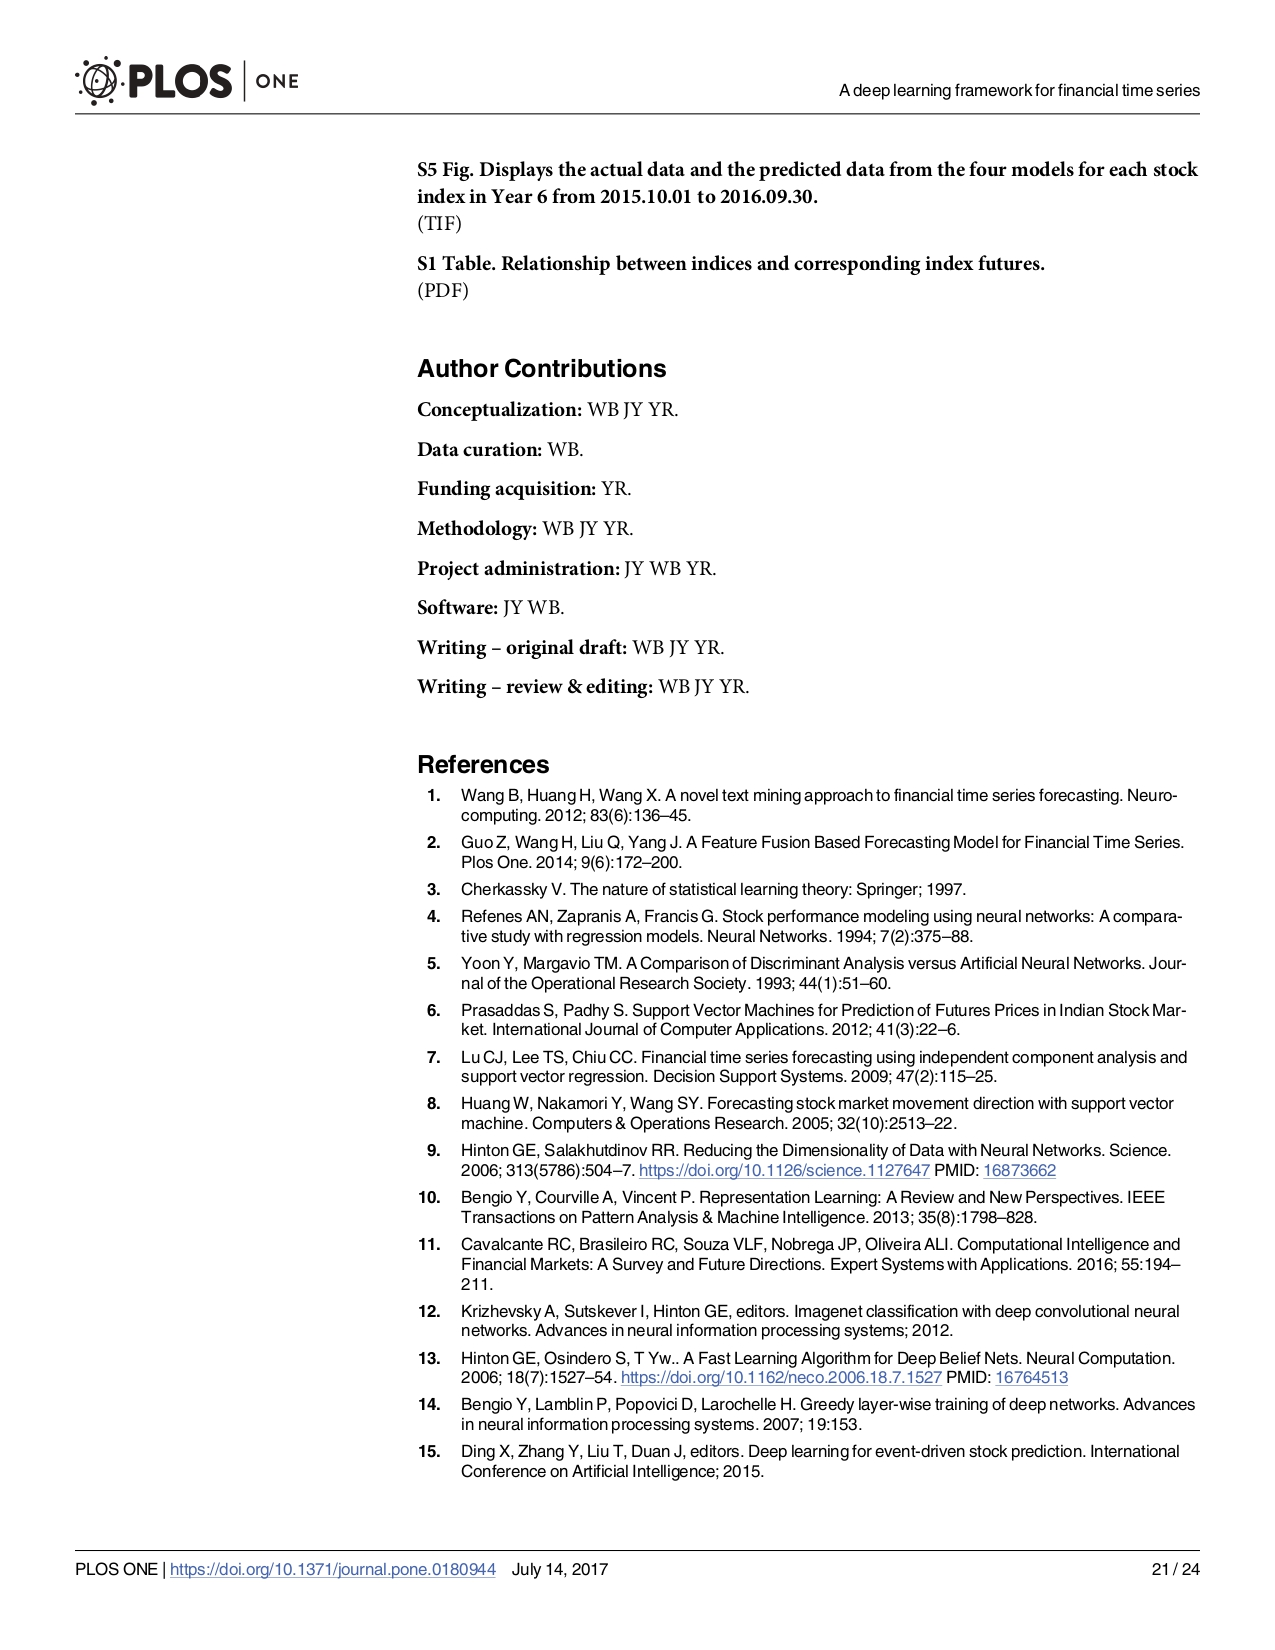 PLOS ONE
A deep learning framework for financial time series
S5 Fig. Displays the actual data and the predicted data from the four models for each stock
index in Year 6 from 2015.10.01 to 2016.09.30.
(TIF)
S1 Table. Relationship between indices and corresponding index futures.
(PDF)
Author Contributions
Conceptualization: WB JY YR.
Data curation: WB.
Funding acquisition: YR.
Methodology: WB JY YR.
Project administration: JY WB YR.
Software: JY WB.
Writing – original draft: WB JY YR.
Writing – review & editing: WB JY YR.
References
1. Wang B, Huang H, Wang X. A novel text mining approach to financial time series forecasting. Neuro-
computing. 2012; 83(6):136–45.
2. Guo Z, Wang H, Liu Q, Yang J. A Feature Fusion Based Forecasting Model for Financial Time Series.
Plos One. 2014; 9(6):172–200.
3. Cherkassky V. The nature of statistical learning theory: Springer; 1997.
4. Refenes AN, Zapranis A, Francis G. Stock performance modeling using neural networks: A compara-
tive study with regression models. Neural Networks. 1994; 7(2):375–88.
5. Yoon Y, Margavio TM. A Comparison of Discriminant Analysis versus Artificial Neural Networks. Jour-
nal of the Operational Research Society. 1993; 44(1):51–60.
6. Prasaddas S, Padhy S. Support Vector Machines for Prediction of Futures Prices in Indian Stock Mar-
ket. International Journal of Computer Applications. 2012; 41(3):22–6.
7. Lu CJ, Lee TS, Chiu CC. Financial time series forecasting using independent component analysis and
support vector regression. Decision Support Systems. 2009; 47(2):115–25.
8. Huang W, Nakamori Y, Wang SY. Forecasting stock market movement direction with support vector
machine. Computers & Operations Research. 2005; 32(10):2513–22.
9. Hinton GE, Salakhutdinov RR. Reducing the Dimensionality of Data with Neural Networks. Science.
2006; 313(5786):504–7. https://doi.org/10.1126/science.1127647 PMID: 16873662
10. Bengio Y, Courville A, Vincent P. Representation Learning: A Review and New Perspectives. IEEE
Transactions on Pattern Analysis & Machine Intelligence. 2013; 35(8):1798–828.
11. Cavalcante RC, Brasileiro RC, Souza VLF, Nobrega JP, Oliveira ALI. Computational Intelligence and
Financial Markets: A Survey and Future Directions. Expert Systems with Applications. 2016; 55:194–
211.
12. Krizhevsky A, Sutskever I, Hinton GE, editors. Imagenet classification with deep convolutional neural
networks. Advances in neural information processing systems; 2012.
13. Hinton GE, Osindero S, T Yw.. A Fast Learning Algorithm for Deep Belief Nets. Neural Computation.
2006; 18(7):1527–54. https://doi.org/10.1162/neco.2006.18.7.1527 PMID: 16764513
14. Bengio Y, Lamblin P, Popovici D, Larochelle H. Greedy layer-wise training of deep networks. Advances
in neural information processing systems. 2007; 19:153.
15. Ding X, Zhang Y, Liu T, Duan J, editors. Deep learning for event-driven stock prediction. International
Conference on Artificial Intelligence; 2015.
PLOS ONE | https://doi.org/10.1371/journal.pone.0180944 July 14, 2017
21 / 24